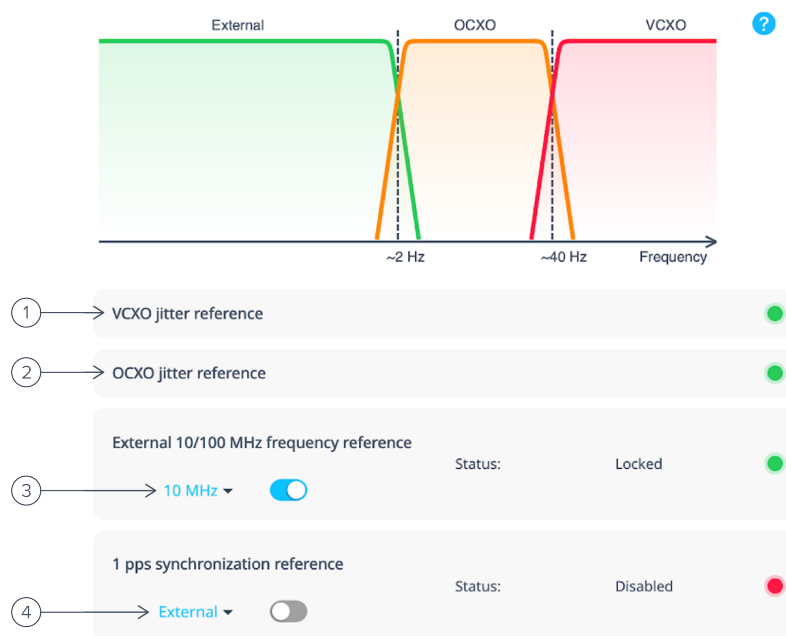 External OCXO VCXO ?
~2 Hz ~40 Hz Frequency
1 VCXO jitter reference
2 OCXO jitter reference
External 10/100 MHz frequency reference
Status: Locked
3 10 MHz
1 pps synchronization reference
Status: Disabled
4 External